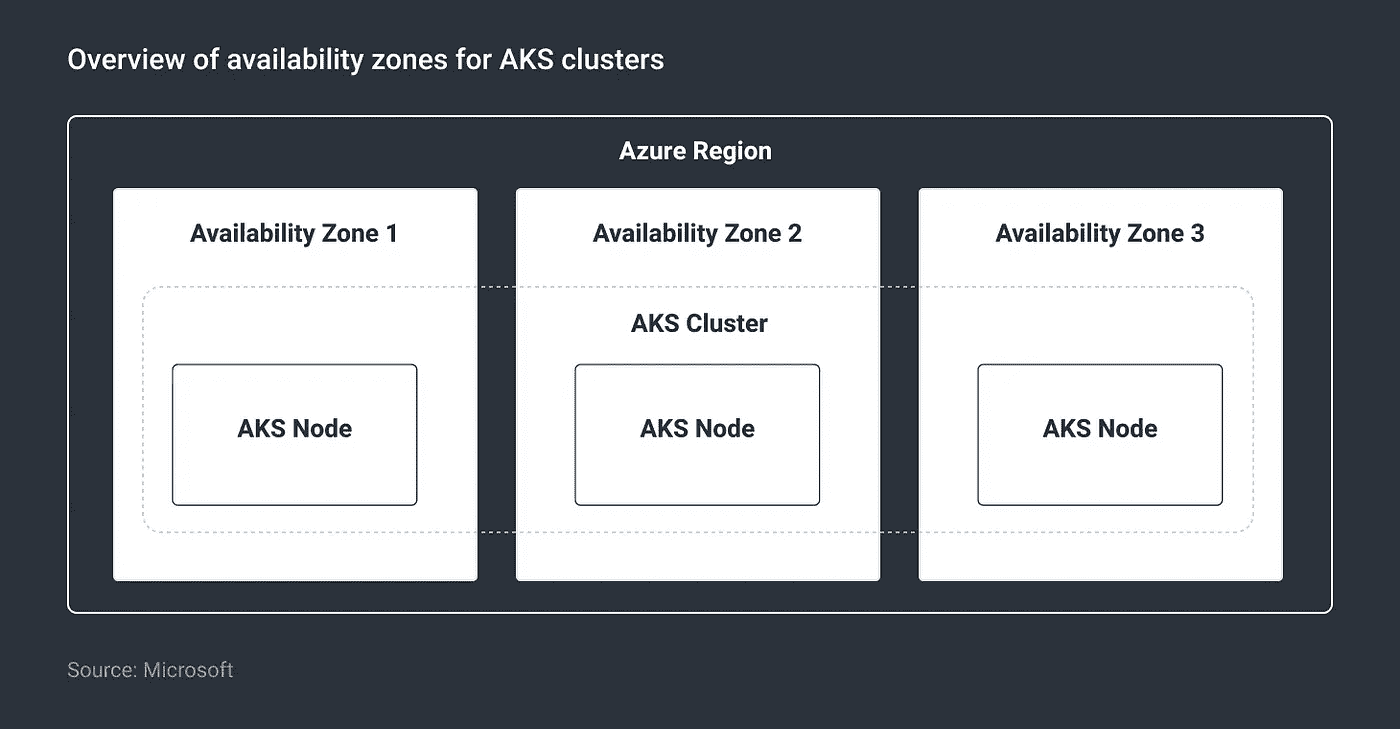 Overview of availability zones for AKS clusters
Azure Region
Availability Zone 1
Availability Zone 2
Availability Zone 3
AKS Cluster
AKS Node
AKS Node
AKS Node
Source: Microsoft